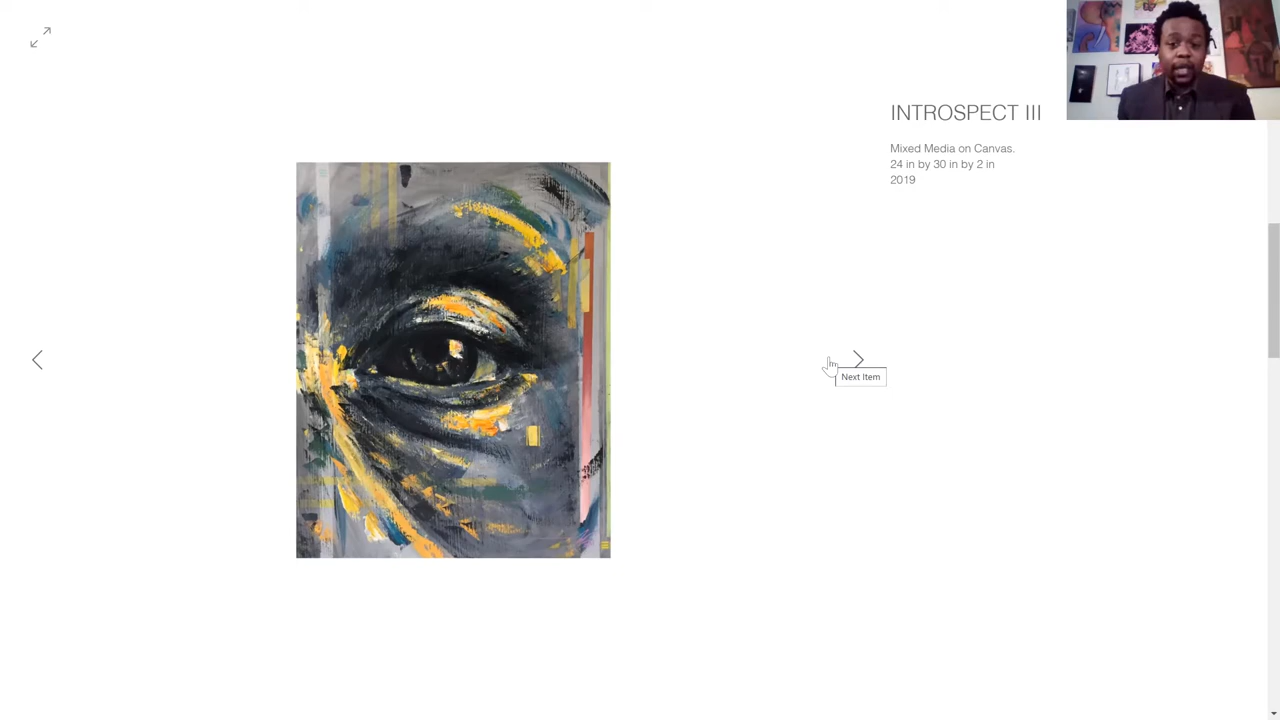 INTROSPECT III
Mixed Media on Canvas.
24 in by 30 in by 2 in
2019
Next Item